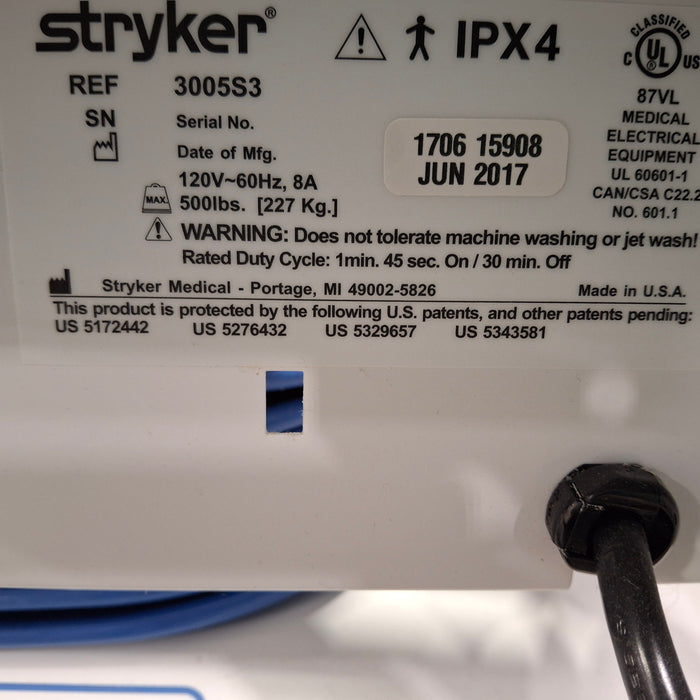 stryker®
IPX4
REF 3005S3
SN Serial No.
Date of Mfg.
1706 15908
JUN 2017
120V~60Hz, 8A
MAX 500lbs. [227 Kg.]
CLASSIFIED
C UL US
87VL
MEDICAL
ELECTRICAL
EQUIPMENT
UL 60601-1
CAN/CSA C22.2
NO. 601.1
WARNING: Does not tolerate machine washing or jet wash!
Rated Duty Cycle: 1min. 45 sec. On / 30 min. Off
Stryker Medical - Portage, MI 49002-5826 Made in U.S.A.
This product is protected by the following U.S. patents, and other patents pending:
US 5172442 US 5276432 US 5329657 US 5343581